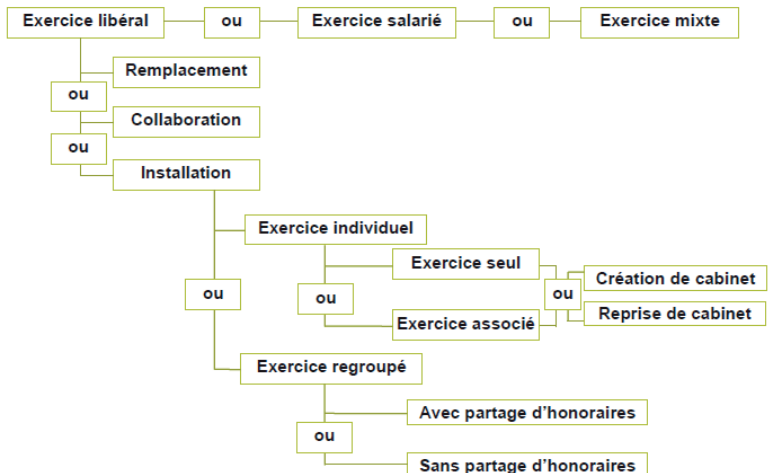 Exercice libéral ou Exercice salarié ou Exercice mixte
Remplacement
ou
Collaboration
ou
Installation
Exercice individuel
Exercice seul
Création de cabinet
ou
ou
ou
Reprise de cabinet
Exercice associé
Exercice regroupé
Avec partage d'honoraires
ou
Sans partage d'honoraires